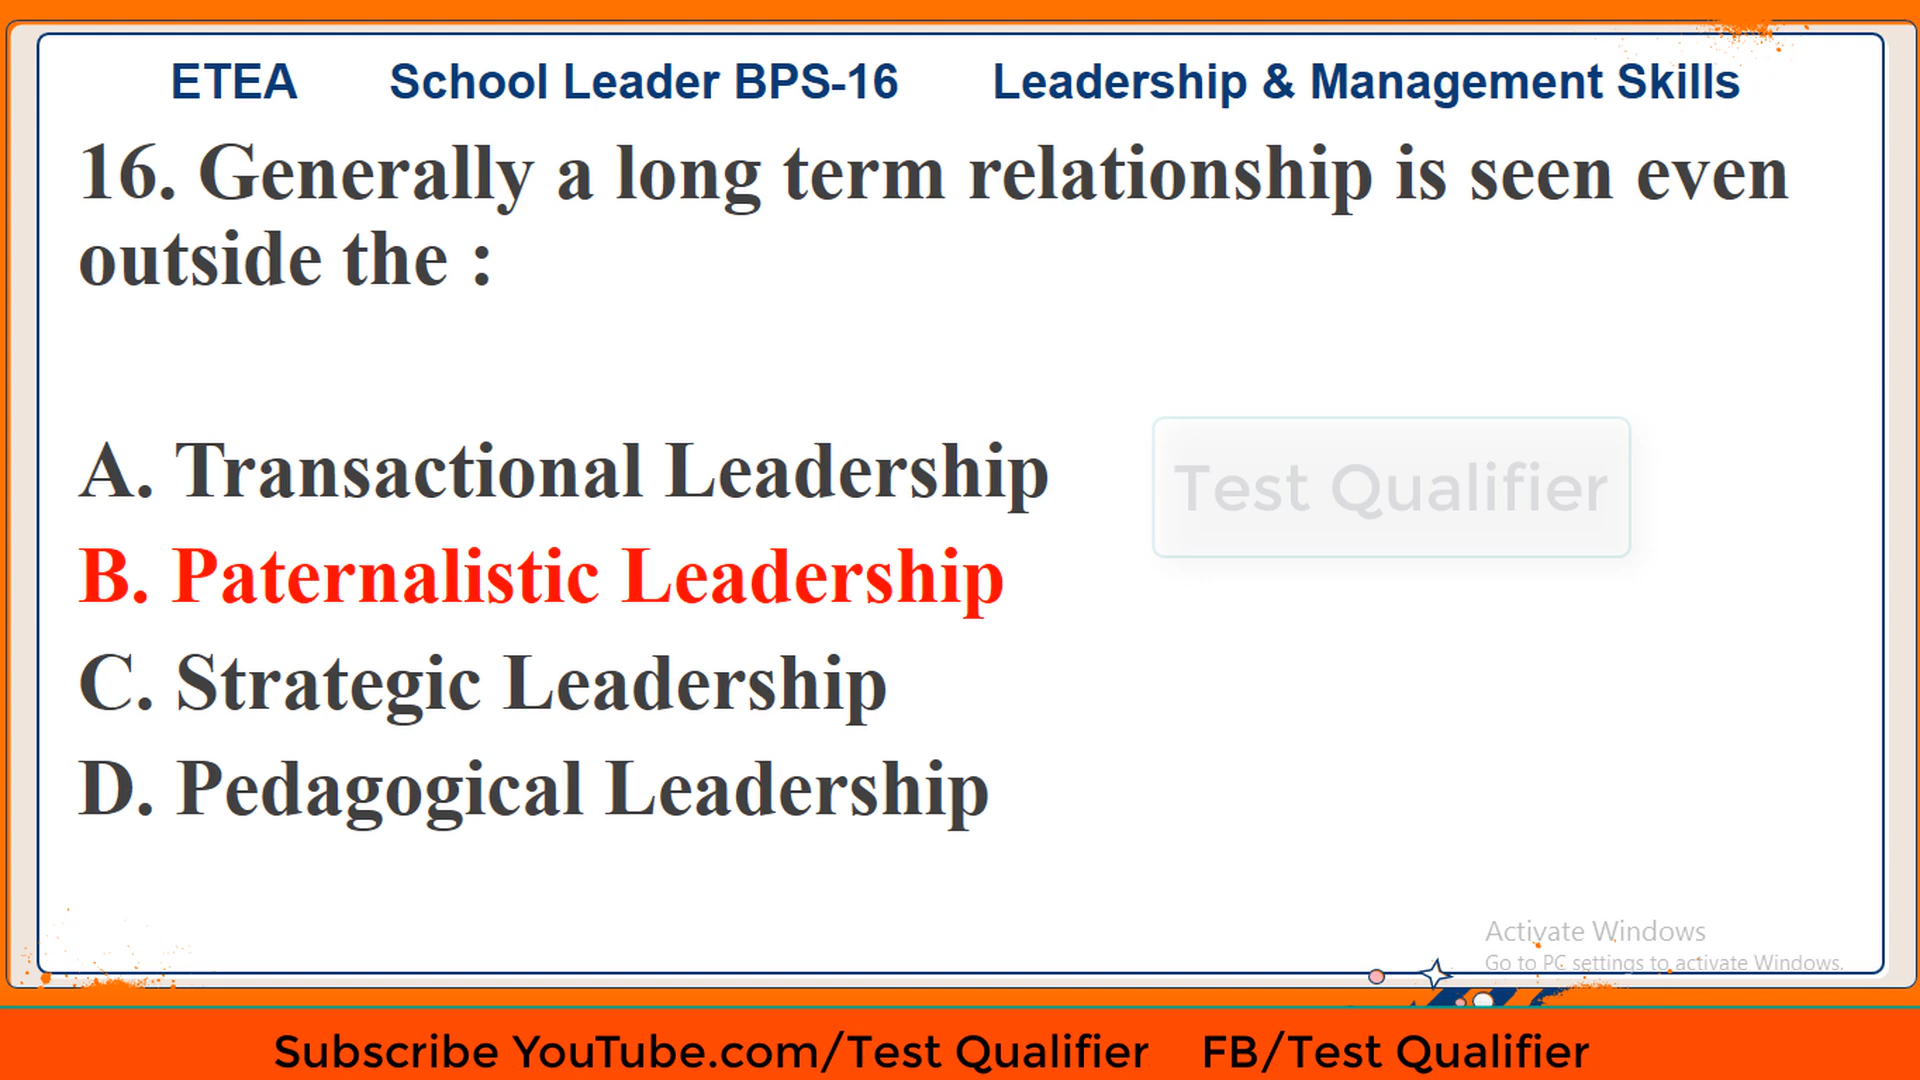 ETEA School Leader BPS-16 Leadership & Management Skills
16. Generally a long term relationship is seen even
outside the :
A. Transactional Leadership
Test Qualifier
B. Paternalistic Leadership
C. Strategic Leadership
D. Pedagogical Leadership
Activate Windows
Go to PC settings to activate Windows.
Subscribe YouTube.com/Test Qualifier FB/Test Qualifier